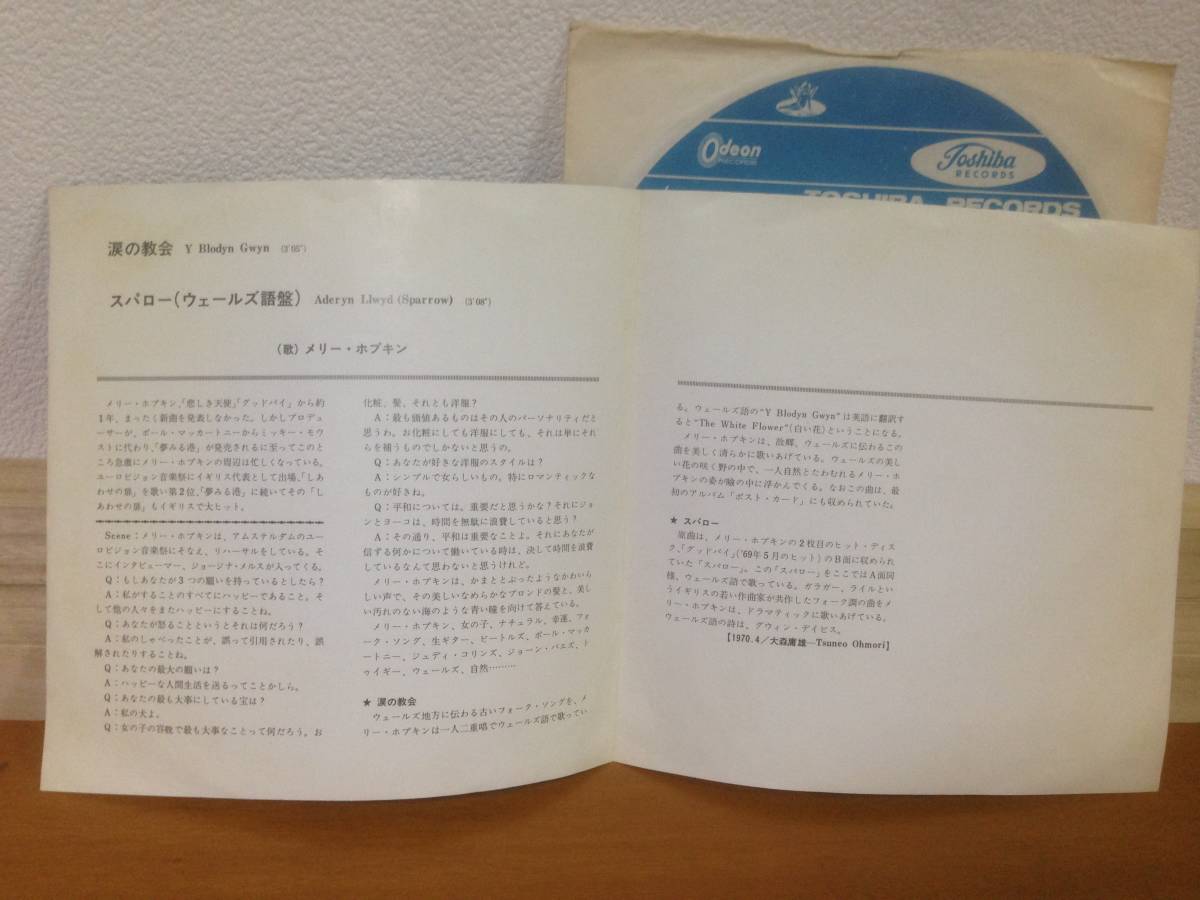 Odeon
RECORDS
Toshiba
RECORDS
TOSHIBA RECORDS
涙の教会 Y Blodyn Gwyn (3′05″)
スパロー(ウェールズ語盤) Aderyn Llwyd (Sparrow) (3′08″)
(歌)メリー・ホプキン
メリー・ホプキン、「悲しき天使」「グッドバイ」から約
1年、まったく新曲を発表しなかった。しかしプロデュ
ーサーが、ポール・マッカートニーからミッキー・モウ
ストに代わり、「夢みる港」が発売されるに至ってこのと
ころ急激にメリー・ホプキンの周辺は忙しくなっている。
ユーロビジョン音楽祭にイギリス代表として出場、「しあ
わせの扉」を歌い第2位、「夢みる港」に続いてその「し
あわせの扉」もイギリスで大ヒット。
Scene:メリー・ホプキンは、アムステルダムのユー
ロビジョン音楽祭にそなえ、リハーサルをしている。そ
こにインタビューマー、ジョージナ・メルスが入ってくる。
Q:もしあなたが3つの願いを持っているとしたら?
A:私がすることのすべてにハッピーであること。そ
して他の人々をまたハッピーにすることね。
Q:あなたが怒ることというとそれは何だろう?
A:私のしゃべったことが、誤って引用されたり、誤
解されたりすることね。
Q:あなたの最大の願いは?
A:ハッピーな人間生活を送るってことかしら。
Q:あなたの最も大事にしている宝は?
A:私の犬よ。
Q:女の子の容貌で最も大事なことって何だろう。お
化粧、髪、それとも洋服?
A:最も価値あるものはその人のパーソナリティだと
思うわ。お化粧にしても洋服にしても、それは単にそれ
らを補うものでしかないと思うの。
Q:あなたが好きな洋服のスタイルは?
A:シンプルで女らしいもの。特にロマンティックな
ものが好きね。
Q:平和については。重要だと思うかな?それにジョ
ンとヨーコは、時間を無駄に浪費していると思う?
A:その通り、平和は重要なことよ。それにあなたが
信する何かについて働いている時は、決して時間を浪費
しているなんて思わないと思うけれど。
メリー・ホプキンは、かまととぶったようなかわいら
しい声で、その美しいなめらかなブロンドの髪と、美し
い汚れのない海のような青い瞳を向けて答えている。
メリー・ホプキン、女の子、ナチュラル、幸運、フォ
ーク・ソング、生ギター、ビートルズ、ポール・マッカ
ートニー、ジュディ・コリンズ、ジョーン・バエズ、ト
ゥイギー、ウェールズ、自然………
★ 涙の教会
ウェールズ地方に伝わる古いフォーク・ソングを、メ
リー・ホプキンは一人二重唱でウェールズ語で歌ってい
る。ウェールズ語の“Y Blodyn Gwyn”は英語に翻訳す
ると“The White Flower”(白い花)ということになる。
メリー・ホプキンは、故郷、ウェールズに伝わるこの
曲を美しく清らかに歌いあげている。ウェールズの美し
い花の咲く野の中で、一人自然とたわむれるメリー・ホ
プキンの姿が瞼の中に浮かんでくる。なおこの曲は、最
初のアルバム「ポスト・カード」にも収められていた。
★ スパロー
原曲は、メリー・ホプキンの2枚目のヒット・ディス
ク、「グッドバイ」('69年5月のヒット)のB面に収められ
ていた「スパロー」。この「スパロー」をここではA面同
様、ウェールズ語で歌っている。ガラガー、ライルとい
うイギリスの若い作曲家が共作したフォーク調の曲をメ
リー・ホプキンは、ドラマティックに歌いあげている。
ウェールズ語の詩は、グウィン・デイビス。
【1970.4/大森庸雄—Tsuneo Ohmori】